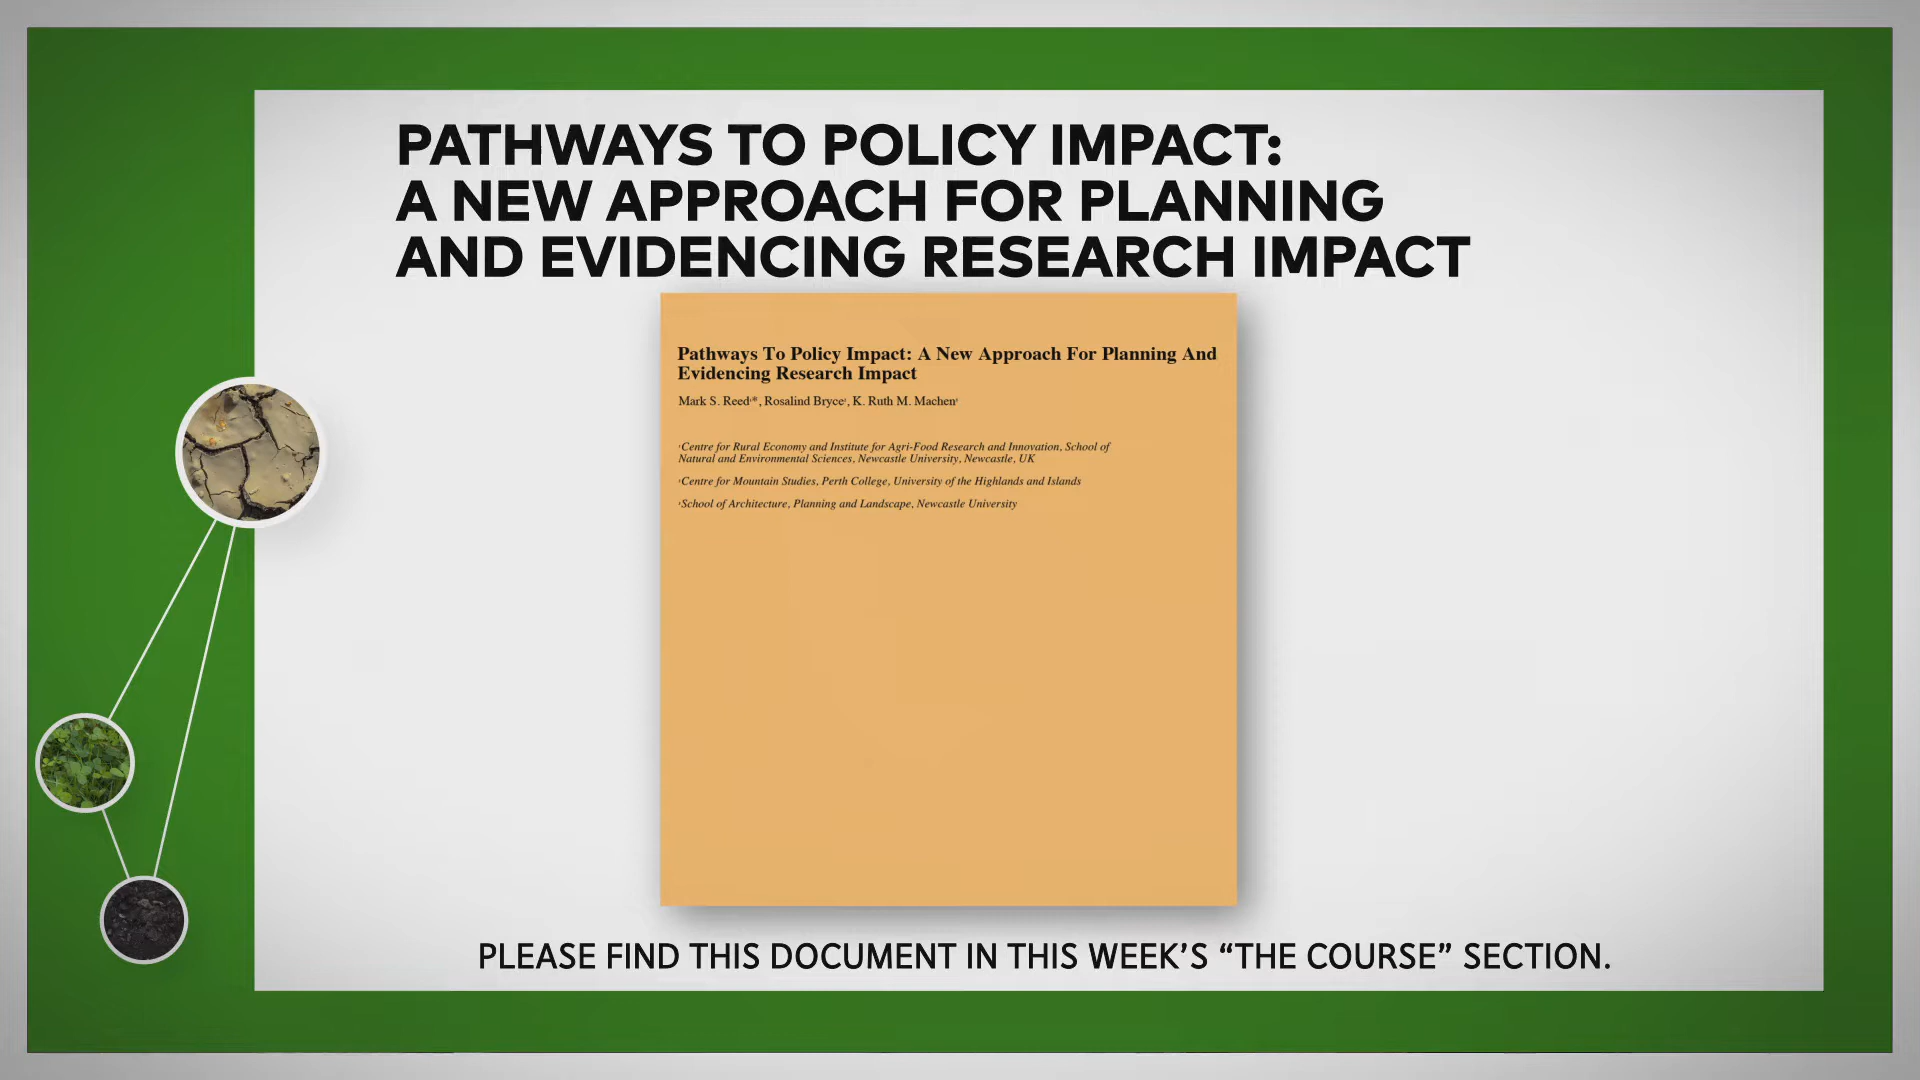 PATHWAYS TO POLICY IMPACT:
A NEW APPROACH FOR PLANNING
AND EVIDENCING RESEARCH IMPACT
Pathways To Policy Impact: A New Approach For Planning And
Evidencing Research Impact
Mark S. Reed*, Rosalind Bryce, K. Ruth M. Machen
Centre for Rural Economy and Institute for Agri-Food Research and Innovation, School of
Natural and Environmental Sciences, Newcastle University, Newcastle, UK
Centre for Mountain Studies, Perth College, University of the Highlands and Islands
School of Architecture, Planning and Landscape, Newcastle University
PLEASE FIND THIS DOCUMENT IN THIS WEEK’S “THE COURSE” SECTION.